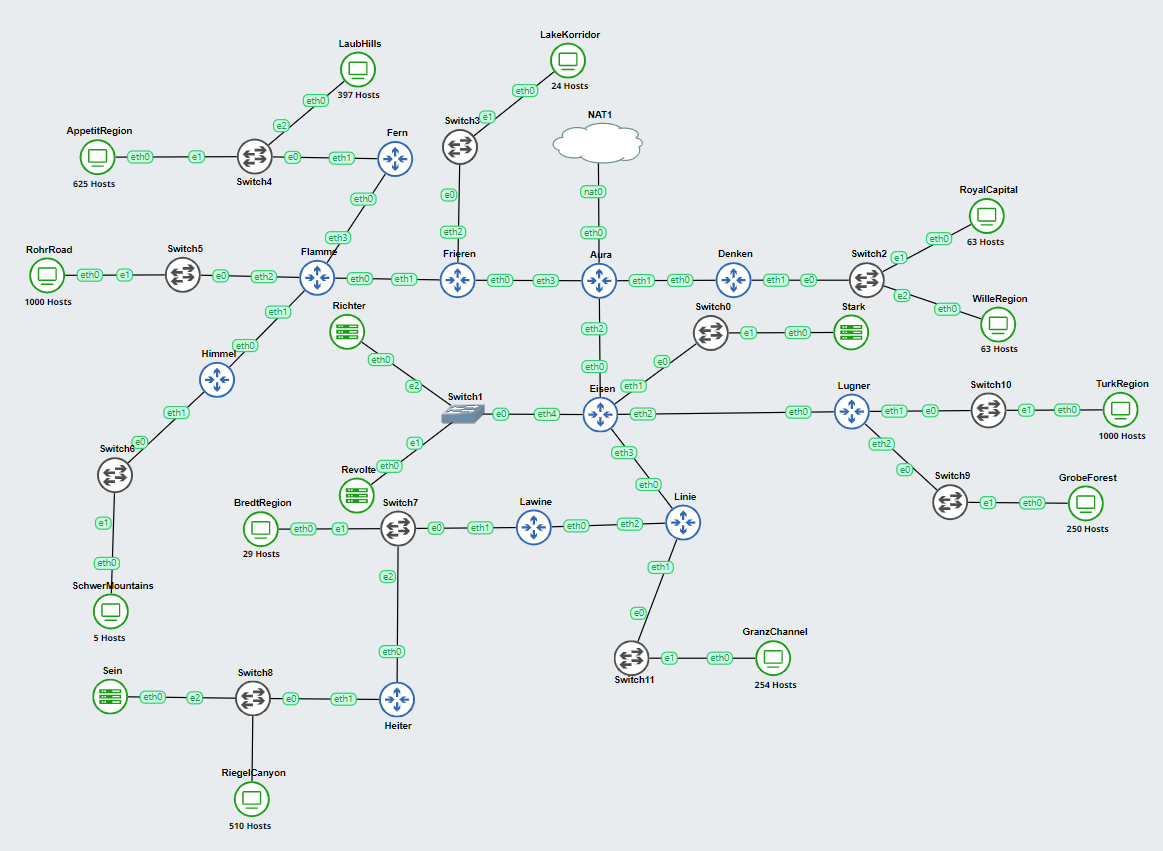 LakeKorridor
eth0
24 Hosts
LaubHills
eth0
397 Hosts
e2
NAT1
nat0
eth0
Switch3
e1
e0
eth2
AppetitRegion
eth0
e1
625 Hosts
Switch4
e0
eth1
Fern
eth0
eth3
RoyalCapital
eth0
63 Hosts
e1
Switch2
e2
eth0
WilleRegion
63 Hosts
RohrRoad
eth0
e1
1000 Hosts
Switch5
e0
eth2
Flamme
eth0
eth1
Frieren
eth0
eth3
Aura
eth1
eth0
Denken
eth1
e0
eth1
eth0
Himmel
eth1
Richter
eth0
e2
eth2
eth0
Switch0
e1
eth0
Stark
e0
eth1
Eisen
Switch1
e0
eth4
eth2
eth0
Lugner
eth1
e0
Switch10
e1
eth0
TurkRegion
1000 Hosts
eth2
e0
Switch9
e1
eth0
GrobeForest
250 Hosts
Switch6
e0
e1
eth0
SchwerMountains
5 Hosts
e1
eth0
Revolte
eth3
eth0
Linie
BredtRegion
eth0
e1
29 Hosts
Switch7
e0
eth1
Lawine
eth0
eth2
e2
eth0
eth1
e0
Switch11
e1
eth0
GranzChannel
254 Hosts
Sein
eth0
e2
Switch8
e0
eth1
Heiter
RiegelCanyon
510 Hosts